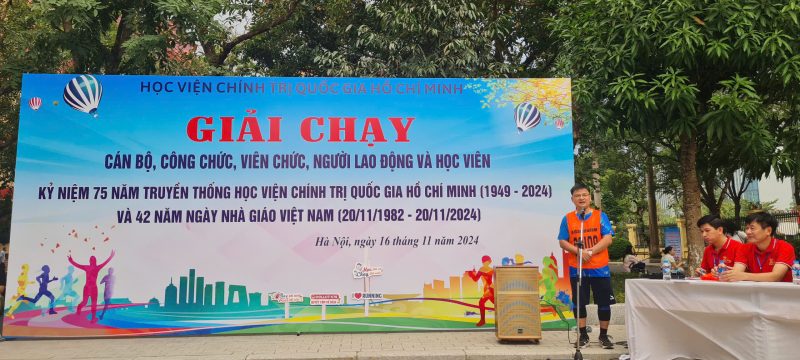 HỌC VIỆN CHÍNH TRỊ QUỐC GIA HỒ CHÍ MINH
GIẢI CHẠY
CÁN BỘ, CÔNG CHỨC, VIÊN CHỨC, NGƯỜI LAO ĐỘNG VÀ HỌC VIÊN
KỶ NIỆM 75 NĂM TRUYỀN THỐNG HỌC VIỆN CHÍNH TRỊ QUỐC GIA HỒ CHÍ MINH (1949 - 2024)
VÀ 42 NĂM NGÀY NHÀ GIÁO VIỆT NAM (20/11/1982 - 20/11/2024)
Hà Nội, ngày 16 tháng 11 năm 2024
I RUNNING